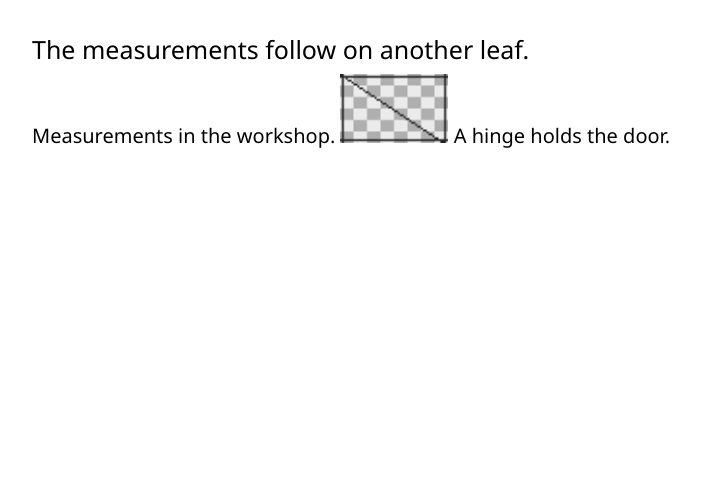 The measurements follow on another leaf.
Measurements in the workshop. A hinge holds the door.